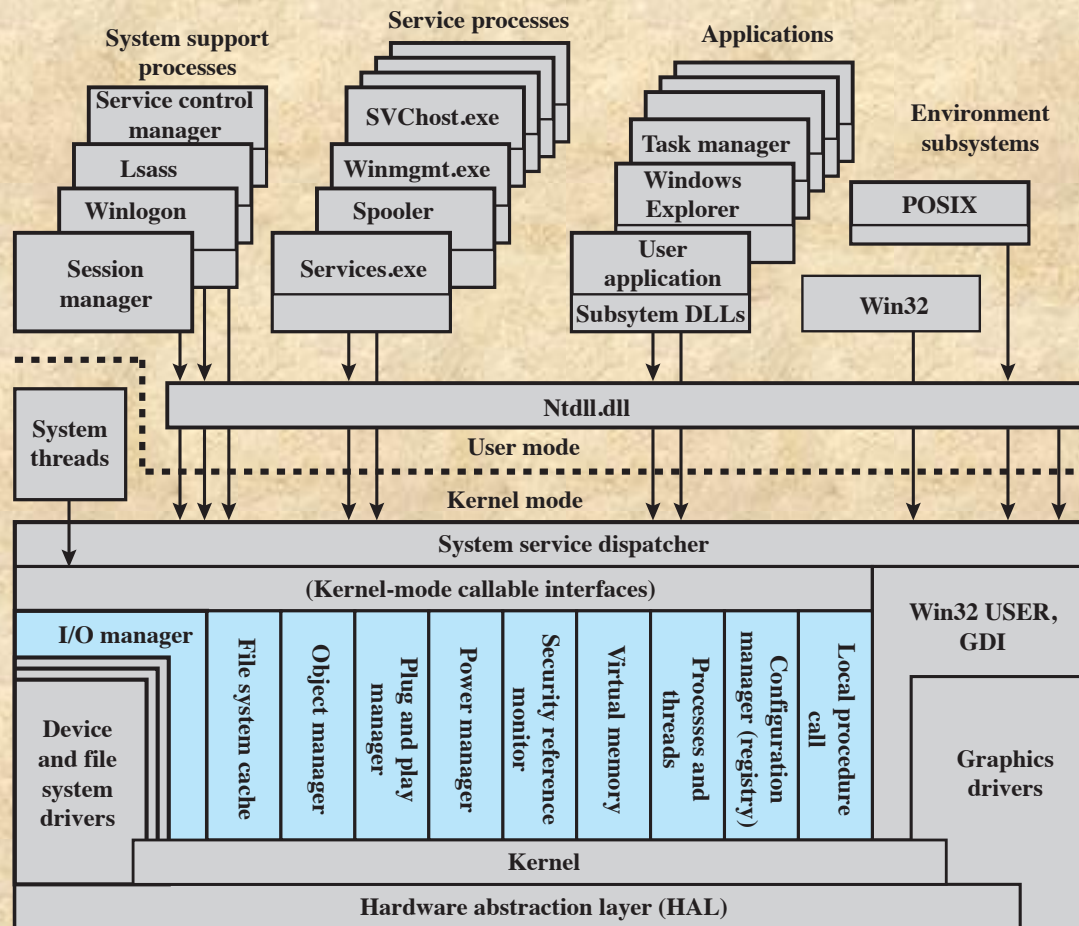 System support
processes
Service processes
Applications
Environment
subsystems
Service control
manager
Lsass
Winlogon
Session
manager
SVChost.exe
Winmgmt.exe
Spooler
Services.exe
Task manager
Windows
Explorer
User
application
Subsytem DLLs
POSIX
Win32
System
threads
Ntdll.dll
User mode
Kernel mode
System service dispatcher
(Kernel-mode callable interfaces)
I/O manager
Device
and file
system
drivers
File system cache
Object manager
Plug and play
manager
Power manager
Security reference
monitor
Virtual memory
Processes and
threads
Configuration
manager (registry)
Local procedure
call
Win32 USER,
GDI
Graphics
drivers
Kernel
Hardware abstraction layer (HAL)